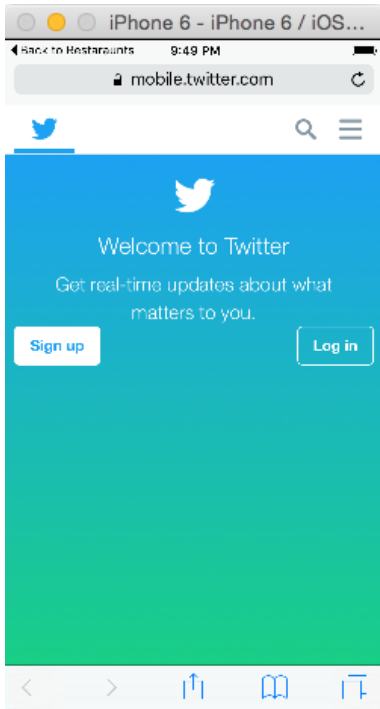 iPhone 6 - iPhone 6 / iOS...
Back to Restaraunts 9:49 PM
mobile.twitter.com
Welcome to Twitter
Get real-time updates about what
matters to you.
Sign up Log in